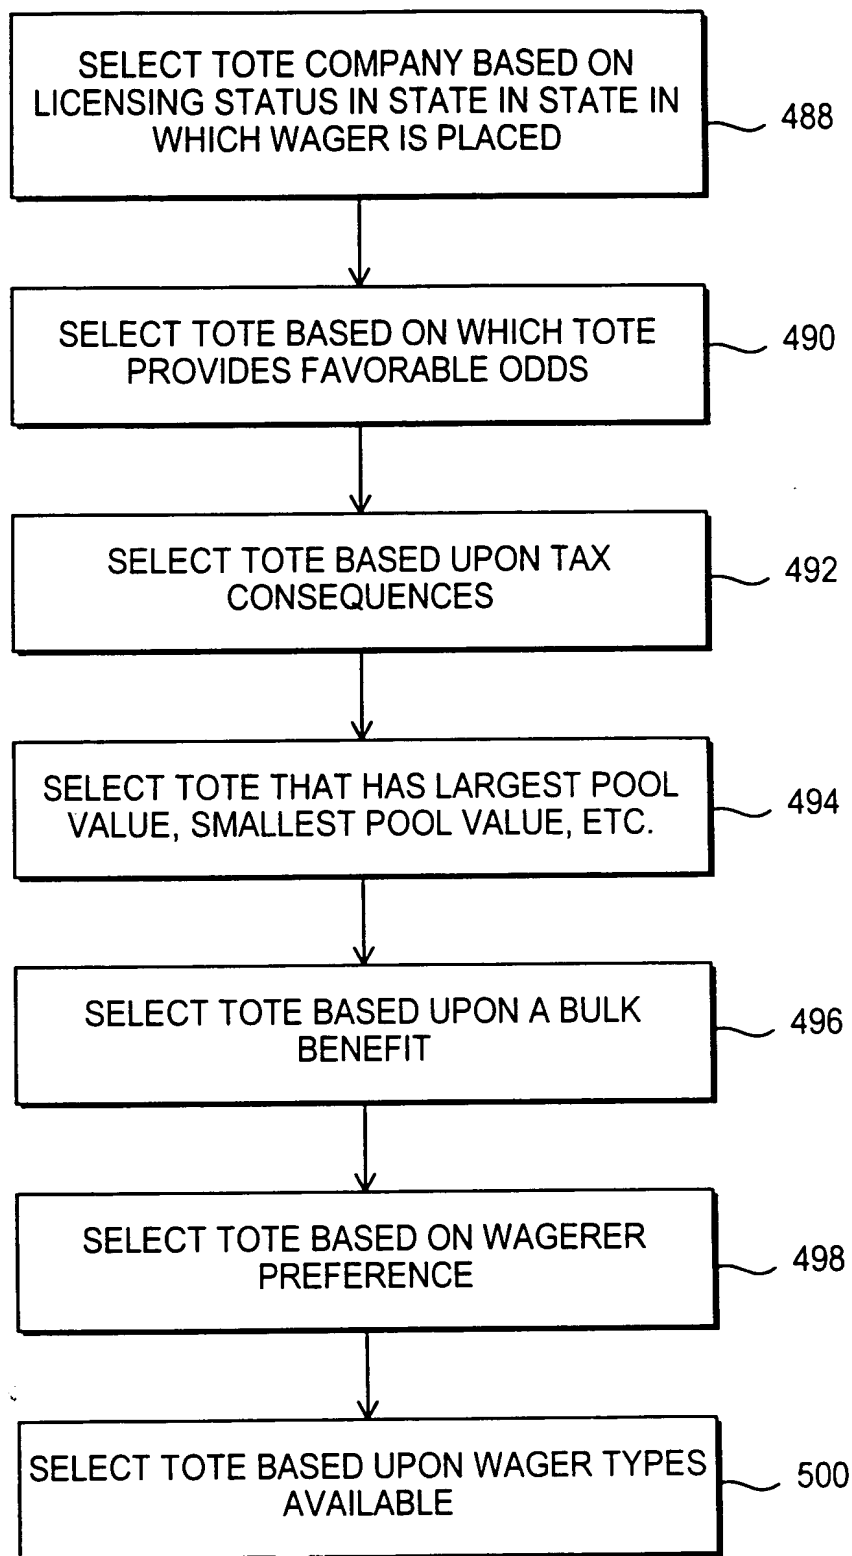 SELECT TOTE COMPANY BASED ON
LICENSING STATUS IN STATE IN STATE IN
WHICH WAGER IS PLACED
488
SELECT TOTE BASED ON WHICH TOTE
PROVIDES FAVORABLE ODDS
490
SELECT TOTE BASED UPON TAX
CONSEQUENCES
492
SELECT TOTE THAT HAS LARGEST POOL
VALUE, SMALLEST POOL VALUE, ETC.
494
SELECT TOTE BASED UPON A BULK
BENEFIT
496
SELECT TOTE BASED ON WAGERER
PREFERENCE
498
SELECT TOTE BASED UPON WAGER TYPES
AVAILABLE
500